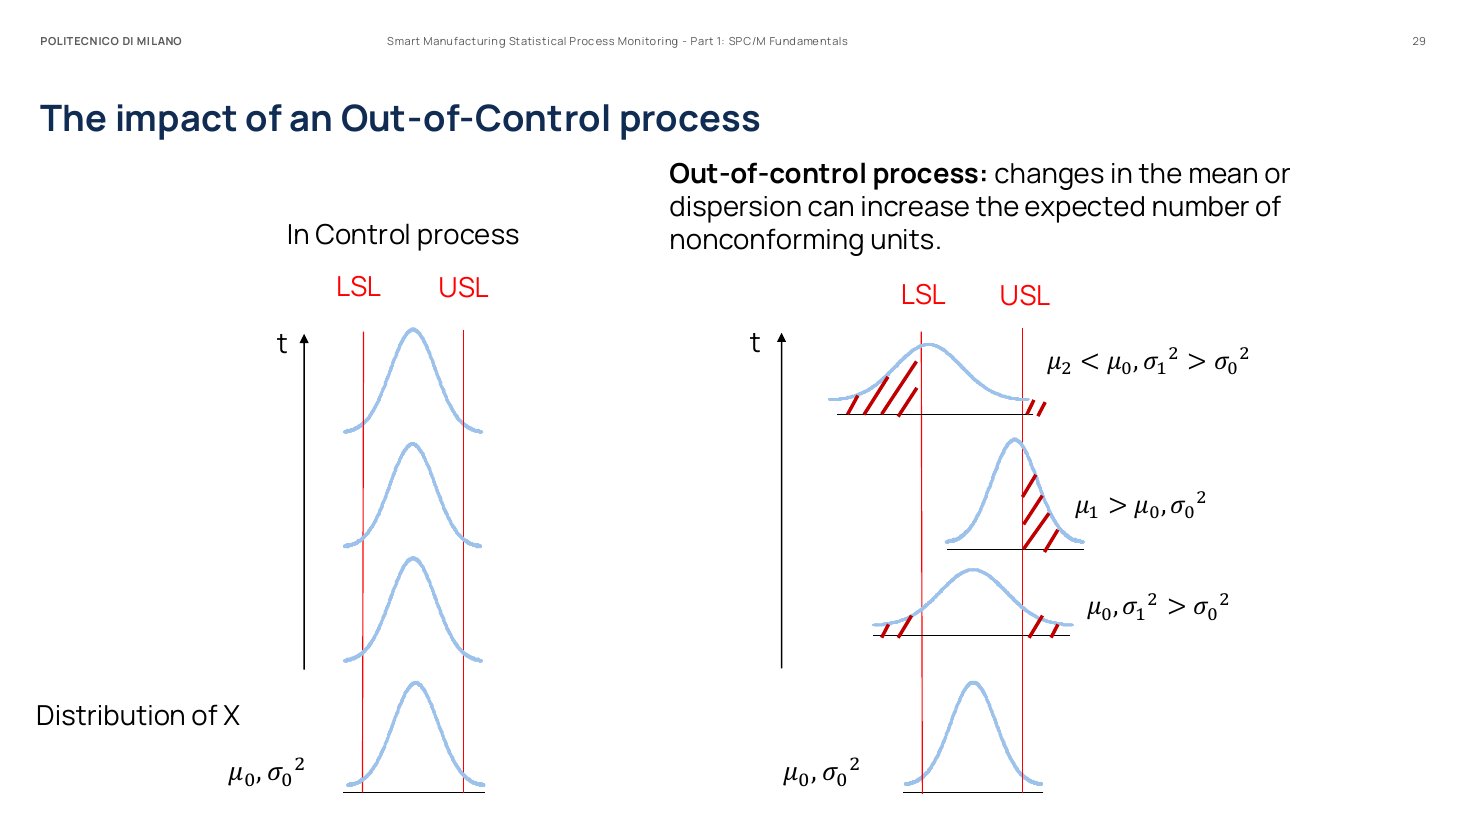 POLITECNICO DI MILANO
Smart Manufacturing Statistical Process Monitoring - Part 1: SPC/M Fundamentals
29
The impact of an Out-of-Control process
Out-of-control process: changes in the mean or
dispersion can increase the expected number of
nonconforming units.
In Control process
LSL
USL
t
Distribution of X
μ₀, σ₀²
LSL
USL
t
μ₂ < μ₀, σ₁² > σ₀²
μ₁ > μ₀, σ₀²
μ₀, σ₁² > σ₀²
μ₀, σ₀²